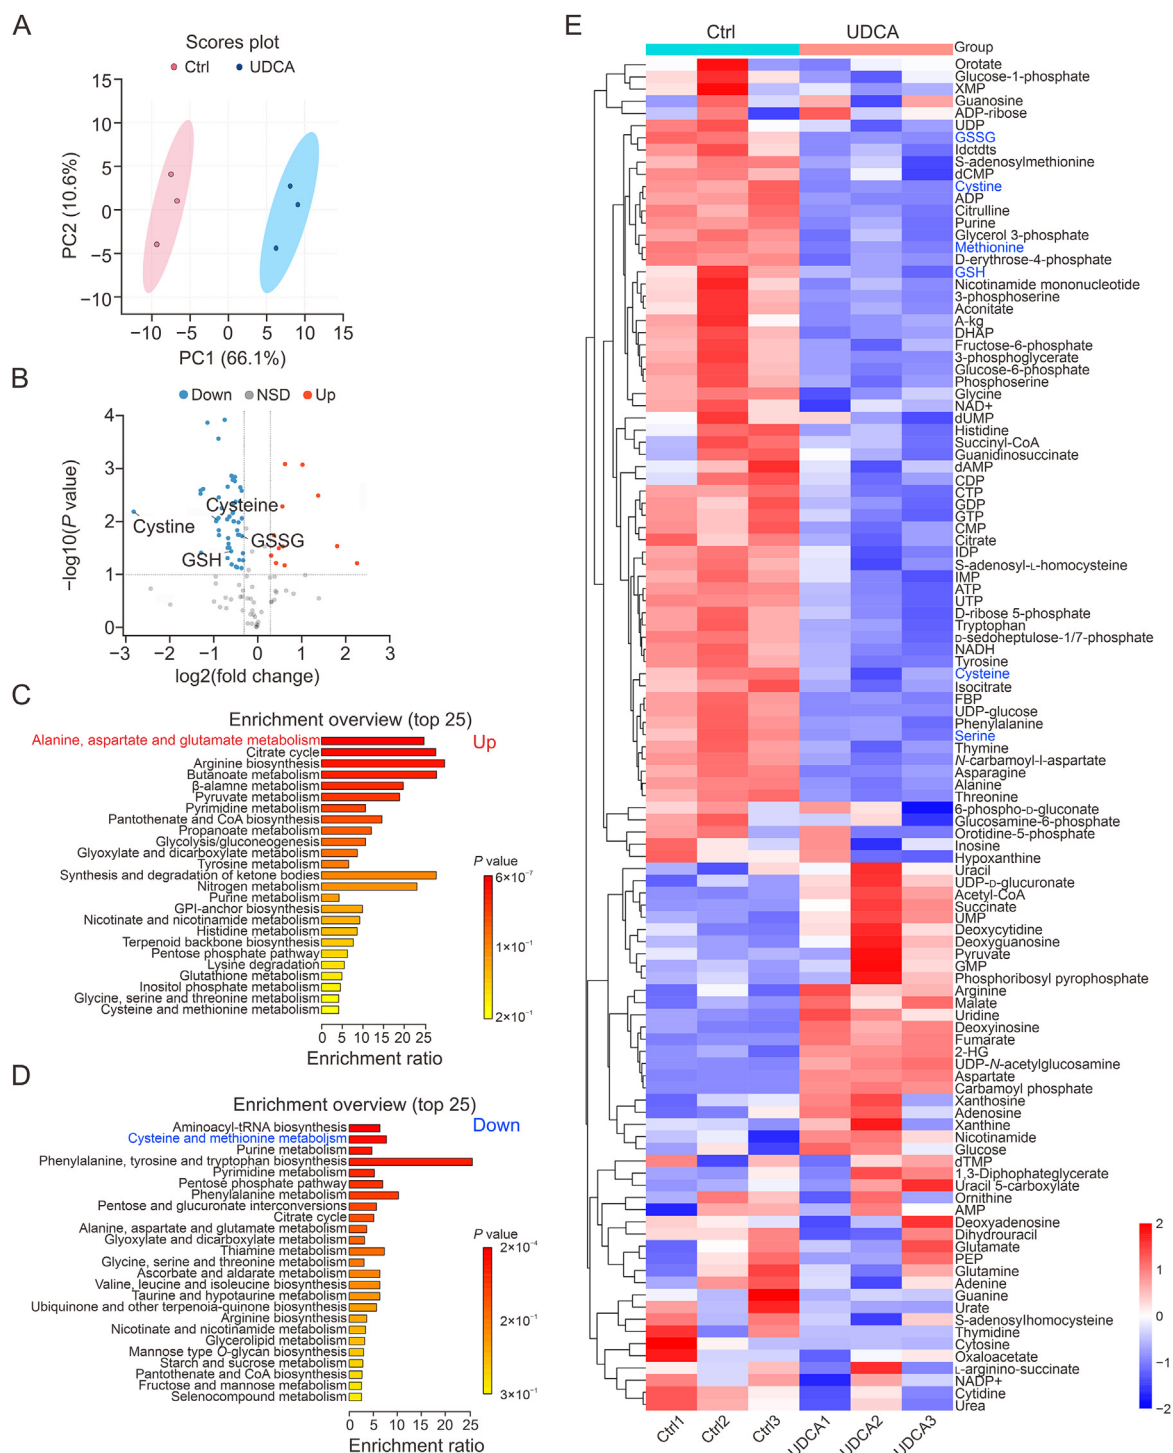 A
Scores plot
Ctrl UDCA
15
10
5
0
−5
−10
PC2 (10.6%)
−10 −5 0 5 10 15
PC1 (66.1%)
B
Down NSD Up
4
3
2
1
0
−log10(P value)
Cysteine
Cystine
GSSG
GSH
−3 −2 −1 0 1 2 3
log2(fold change)
C
Enrichment overview (top 25)
Up
Alanine, aspartate and glutamate metabolism
Citrate cycle
Arginine biosynthesis
Butanoate metabolism
β-alamne metabolism
Pyruvate metabolism
Pyrimidine metabolism
Pantothenate and CoA biosynthesis
Propanoate metabolism
Glycolysis/gluconeogenesis
Glyoxylate and dicarboxylate metabolism
Tyrosine metabolism
Synthesis and degradation of ketone bodies
Nitrogen metabolism
Purine metabolism
GPI-anchor biosynthesis
Nicotinate and nicotinamide metabolism
Histidine metabolism
Terpenoid backbone biosynthesis
Pentose phosphate pathway
Lysine degradation
Glutathione metabolism
Inositol phosphate metabolism
Glycine, serine and threonine metabolism
Cysteine and methionine metabolism
0 5 10 15 20 25
Enrichment ratio
P value
6×10⁻⁷
1×10⁻¹
2×10⁻¹
D
Enrichment overview (top 25)
Down
Aminoacyl-tRNA biosynthesis
Cysteine and methionine metabolism
Purine metabolism
Phenylalanine, tyrosine and tryptophan biosynthesis
Pyrimidine metabolism
Pentose phosphate pathway
Phenylalanine metabolism
Pentose and glucuronate interconversions
Citrate cycle
Alanine, aspartate and glutamate metabolism
Glyoxylate and dicarboxylate metabolism
Thiamine metabolism
Glycine, serine and threonine metabolism
Ascorbate and aldarate metabolism
Valine, leucine and isoleucine biosynthesis
Taurine and hypotaurine metabolism
Ubiquinone and other terpenoia-quinone biosynthesis
Arginine biosynthesis
Nicotinate and nicotinamide metabolism
Glycerolipid metabolism
Mannose type O-glycan biosynthesis
Starch and sucrose metabolism
Pantothenate and CoA biosynthesis
Fructose and mannose metabolism
Selenocompound metabolism
0 5 10 15 20 25
Enrichment ratio
P value
2×10⁻⁴
2×10⁻¹
3×10⁻¹
E
Ctrl UDCA
Group
Orotate
Glucose-1-phosphate
XMP
Guanosine
ADP-ribose
UDP
GSSG
Idctdts
S-adenosylmethionine
dCMP
Cystine
ADP
Citrulline
Purine
Glycerol 3-phosphate
Methionine
D-erythrose-4-phosphate
GSH
Nicotinamide mononucleotide
3-phosphoserine
Aconitate
A-kg
DHAP
Fructose-6-phosphate
3-phosphoglycerate
Glucose-6-phosphate
Phosphoserine
Glycine
NAD+
dUMP
Histidine
Succinyl-CoA
Guanidinosuccinate
dAMP
CDP
CTP
GDP
GTP
CMP
Citrate
IDP
S-adenosyl-L-homocysteine
IMP
ATP
UTP
D-ribose 5-phosphate
Tryptophan
D-sedoheptulose-1/7-phosphate
NADH
Tyrosine
Cysteine
Isocitrate
FBP
UDP-glucose
Phenylalanine
Serine
Thymine
N-carbamoyl-l-aspartate
Asparagine
Alanine
Threonine
6-phospho-D-gluconate
Glucosamine-6-phosphate
Orotidine-5-phosphate
Inosine
Hypoxanthine
Uracil
UDP-D-glucuronate
Acetyl-CoA
Succinate
UMP
Deoxycytidine
Deoxyguanosine
Pyruvate
GMP
Phosphoribosyl pyrophosphate
Arginine
Malate
Uridine
Deoxyinosine
Fumarate
2-HG
UDP-N-acetylglucosamine
Aspartate
Carbamoyl phosphate
Xanthosine
Adenosine
Xanthine
Nicotinamide
Glucose
dTMP
1,3-Diphophateglycerate
Uracil 5-carboxylate
Ornithine
AMP
Deoxyadenosine
Dihydrouracil
Glutamate
PEP
Glutamine
Adenine
Guanine
Urate
S-adenosylhomocysteine
Thymidine
Cytosine
Oxaloacetate
L-arginino-succinate
NADP+
Cytidine
Urea
Ctrl1 Ctrl2 Ctrl3 UDCA1 UDCA2 UDCA3
2
1
0
−1
−2